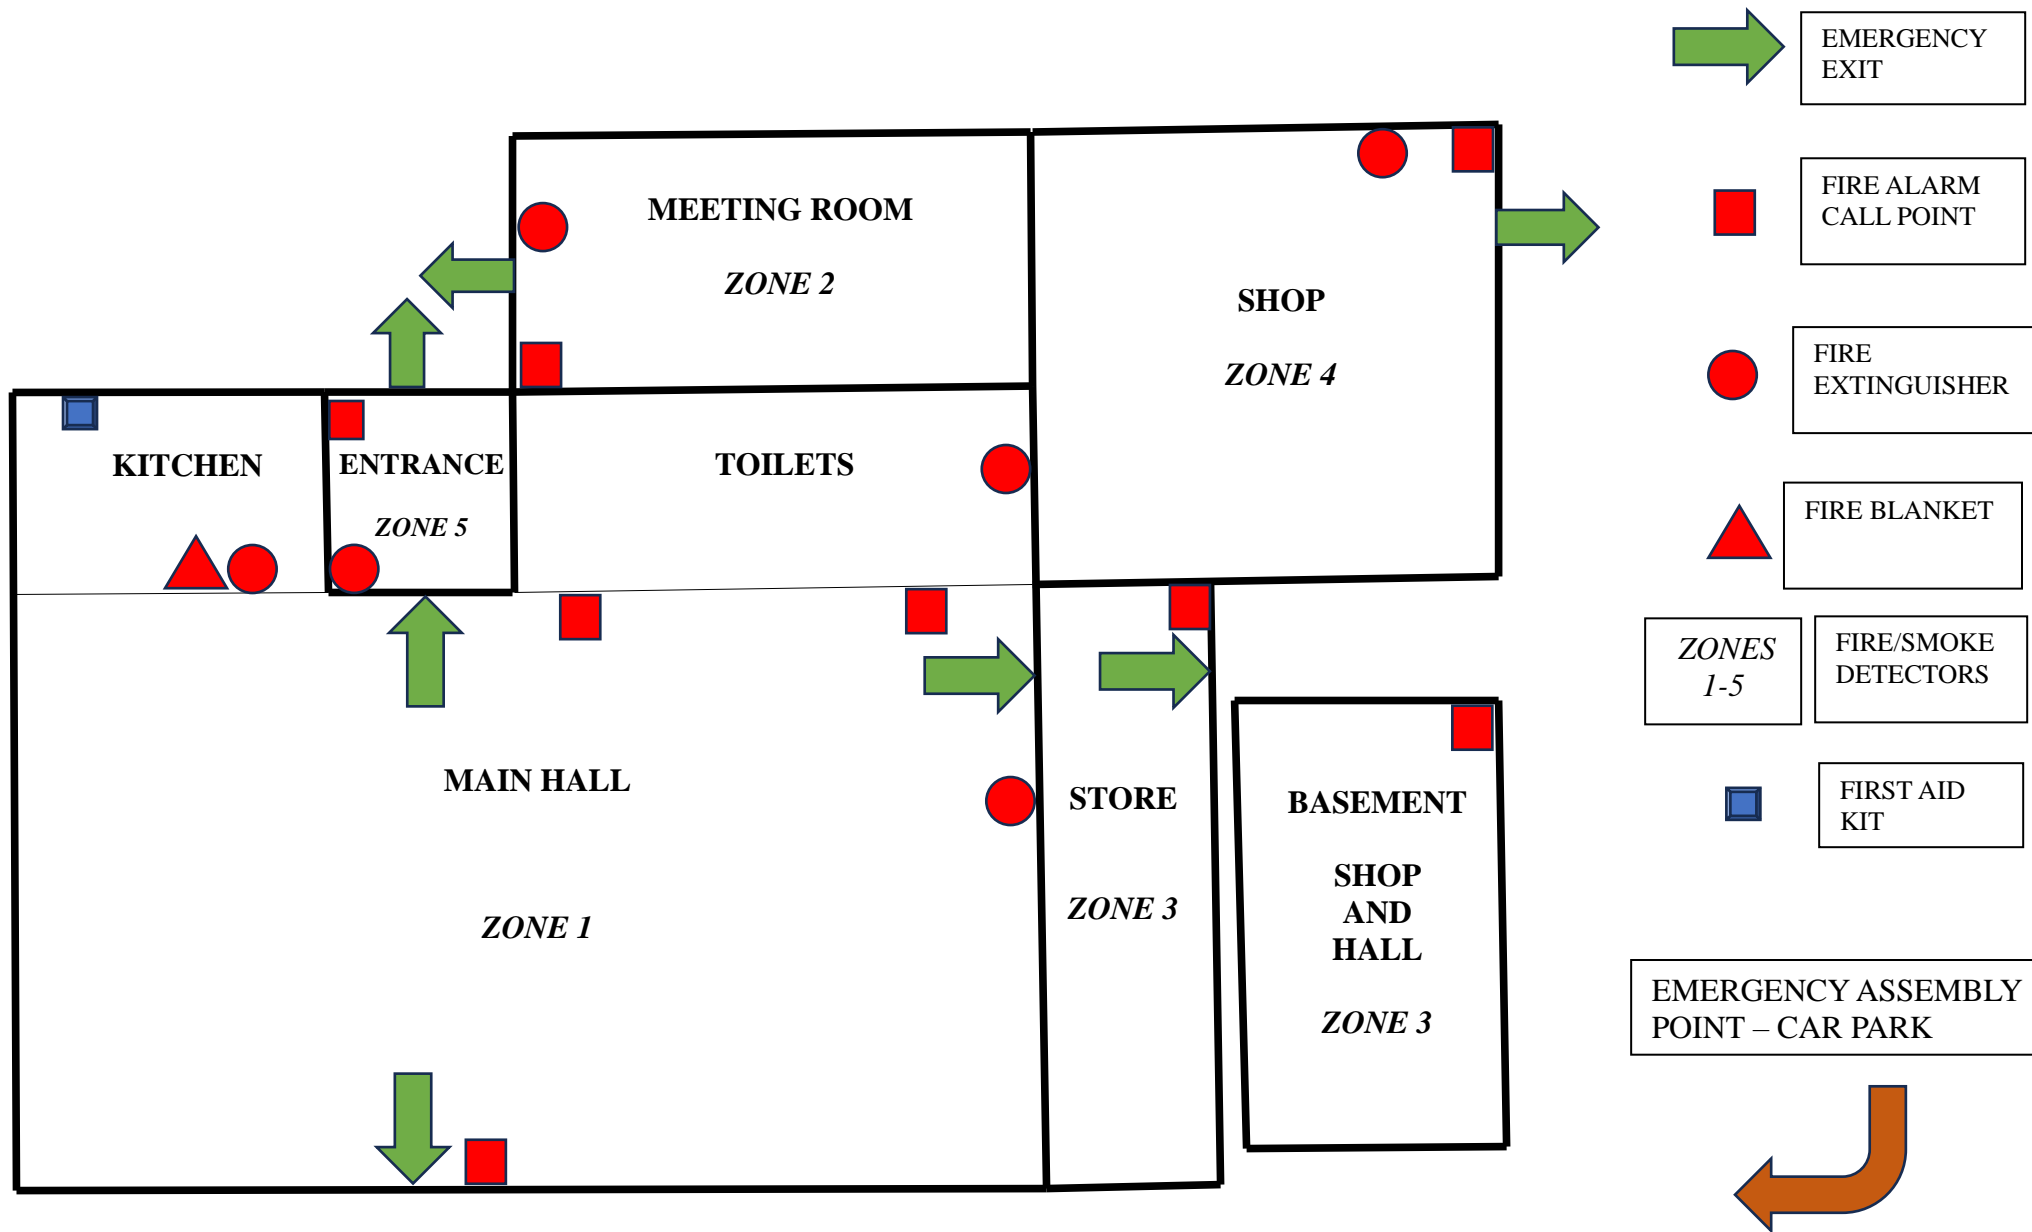 EMERGENCY
EXIT
MEETING ROOM
ZONE 2
FIRE ALARM
CALL POINT
SHOP
ZONE 4
FIRE
EXTINGUISHER
KITCHEN
ENTRANCE
ZONE 5
TOILETS
FIRE BLANKET
ZONES
1-5
FIRE/SMOKE
DETECTORS
MAIN HALL
ZONE 1
STORE
ZONE 3
BASEMENT
SHOP
AND
HALL
ZONE 3
FIRST AID
KIT
EMERGENCY ASSEMBLY
POINT – CAR PARK